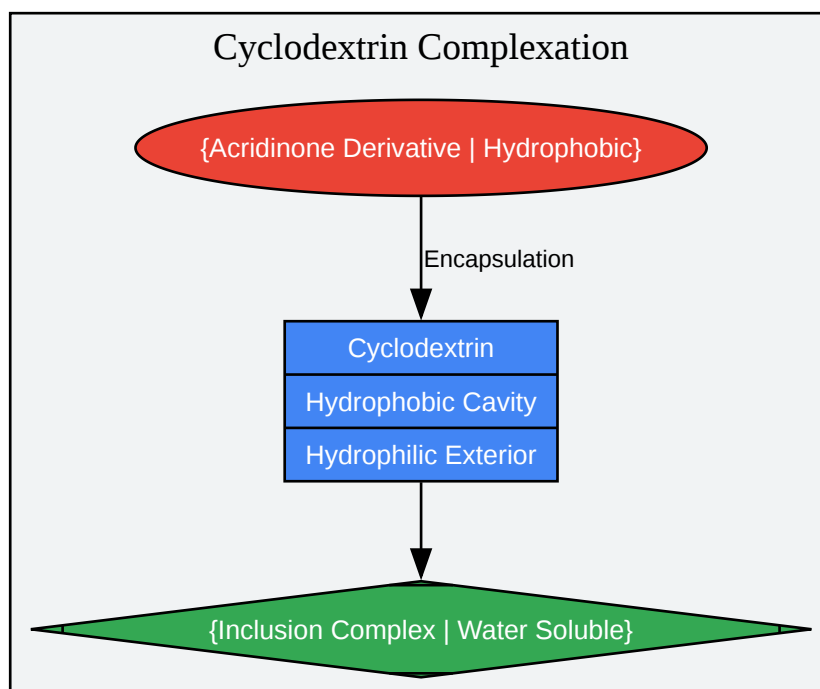 Cyclodextrin Complexation
{Acridinone Derivative | Hydrophobic}
Encapsulation
Cyclodextrin
Hydrophobic Cavity
Hydrophilic Exterior
{Inclusion Complex | Water Soluble}